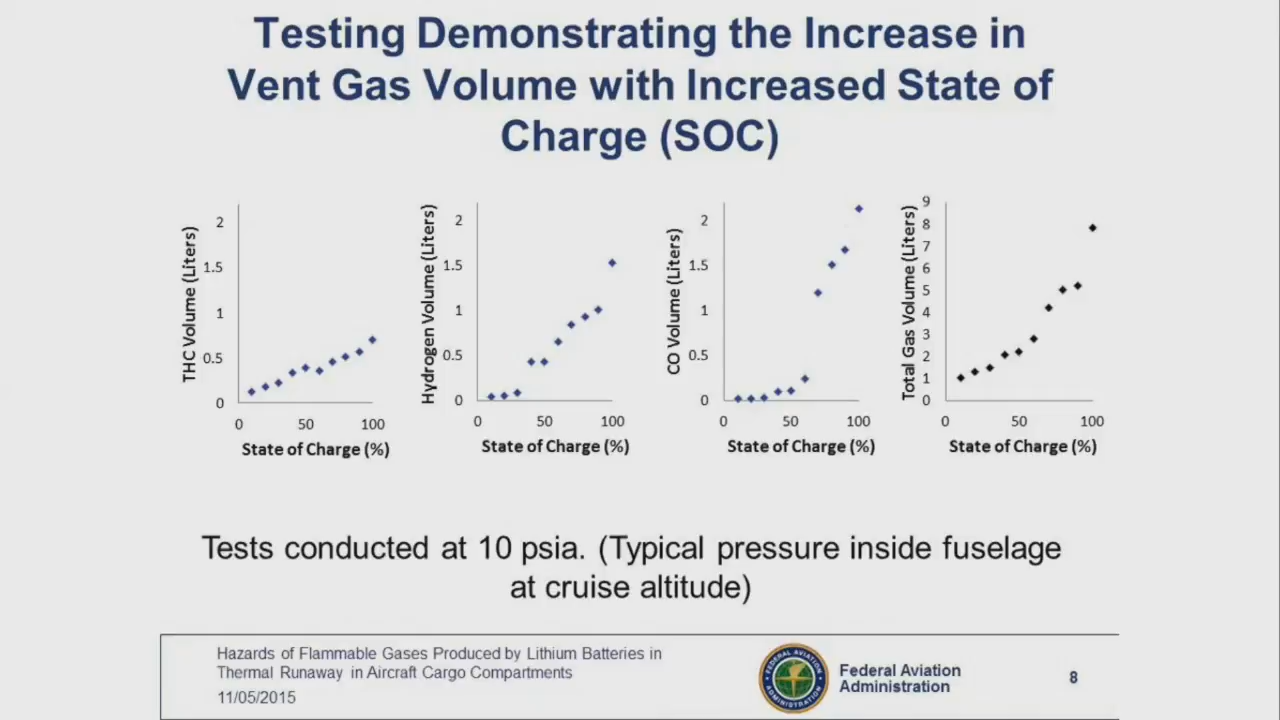 Testing Demonstrating the Increase in
Vent Gas Volume with Increased State of
Charge (SOC)
THC Volume (Liters)
2
1.5
1
0.5
0
0 50 100
State of Charge (%)
Hydrogen Volume (Liters)
2
1.5
1
0.5
0
0 50 100
State of Charge (%)
CO Volume (Liters)
2
1.5
1
0.5
0
0 50 100
State of Charge (%)
Total Gas Volume (Liters)
9
8
7
6
5
4
3
2
1
0
0 50 100
State of Charge (%)
Tests conducted at 10 psia. (Typical pressure inside fuselage
at cruise altitude)
Hazards of Flammable Gases Produced by Lithium Batteries in
Thermal Runaway in Aircraft Cargo Compartments
11/05/2015
FEDERAL AVIATION
ADMINISTRATION
Federal Aviation
Administration
8